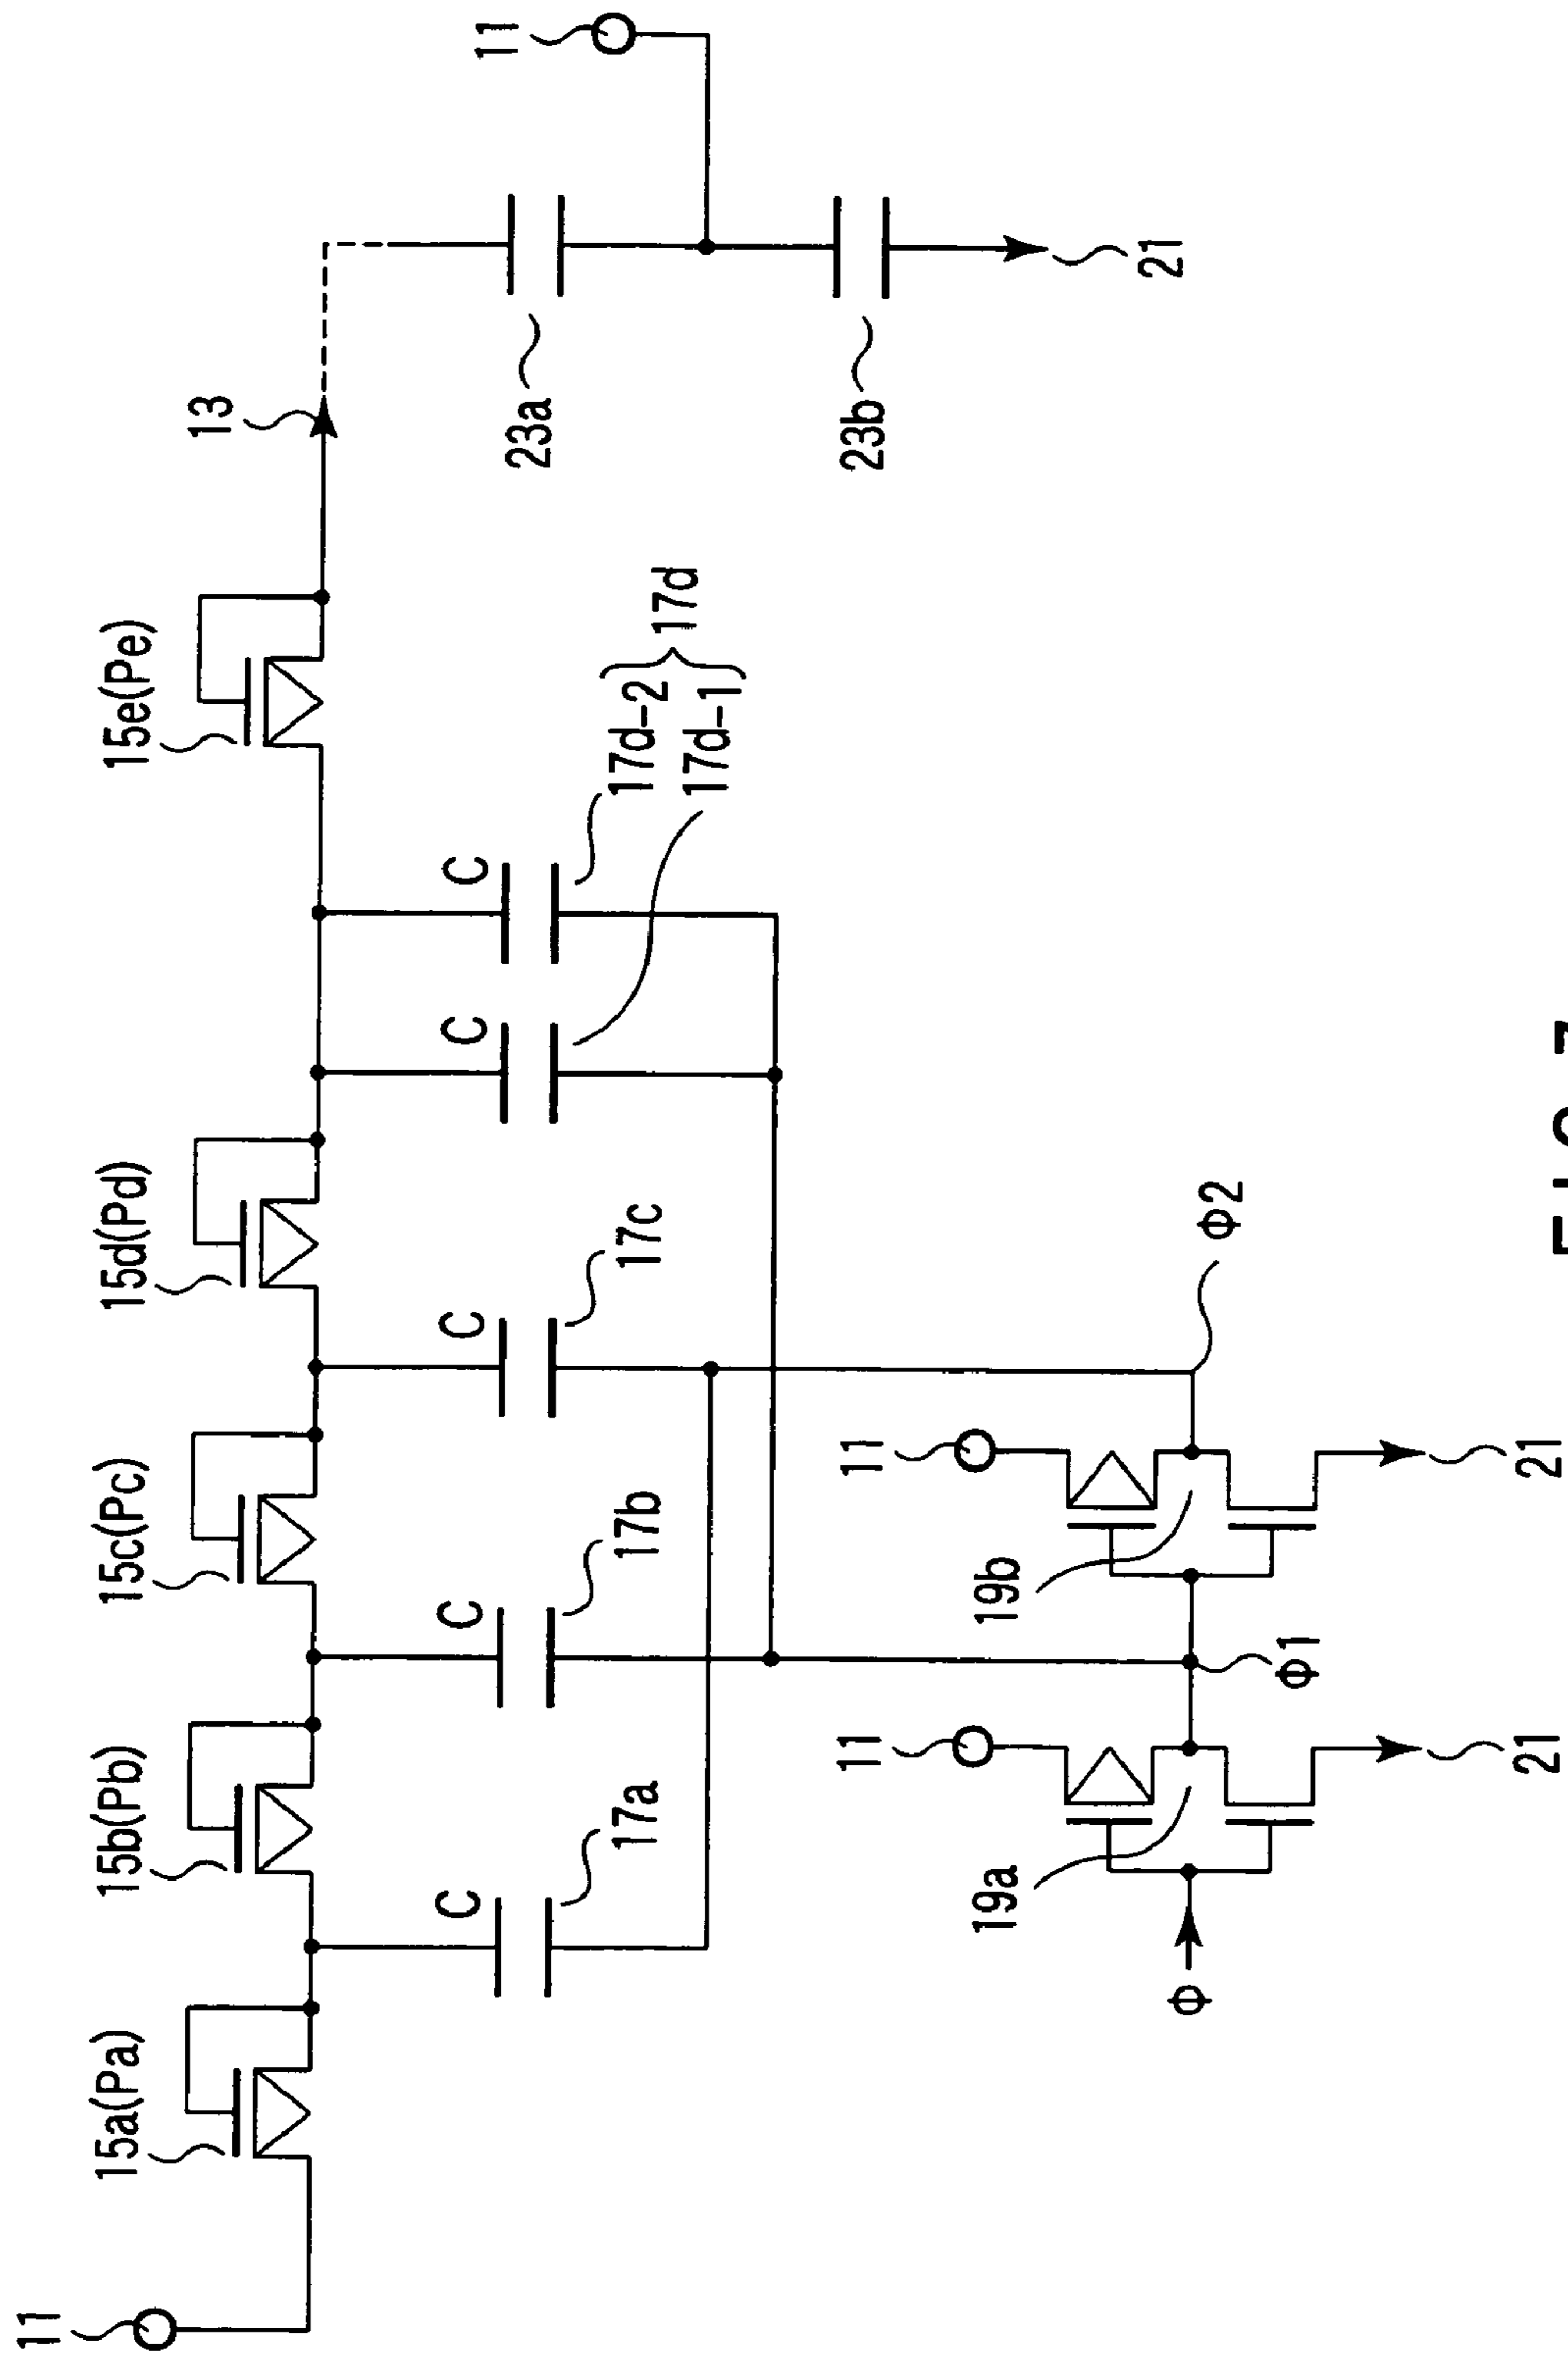 11
15a(Pa)
15b(Pb)
15c(Pc)
15d(Pd)
15e(Pe)
13
C
C
C
C
C
11
23a
17a
17b
17c
17d-2
17d-1
17d
23b
11
11
19a
19b
21
Φ
Φ1
Φ2
21
21